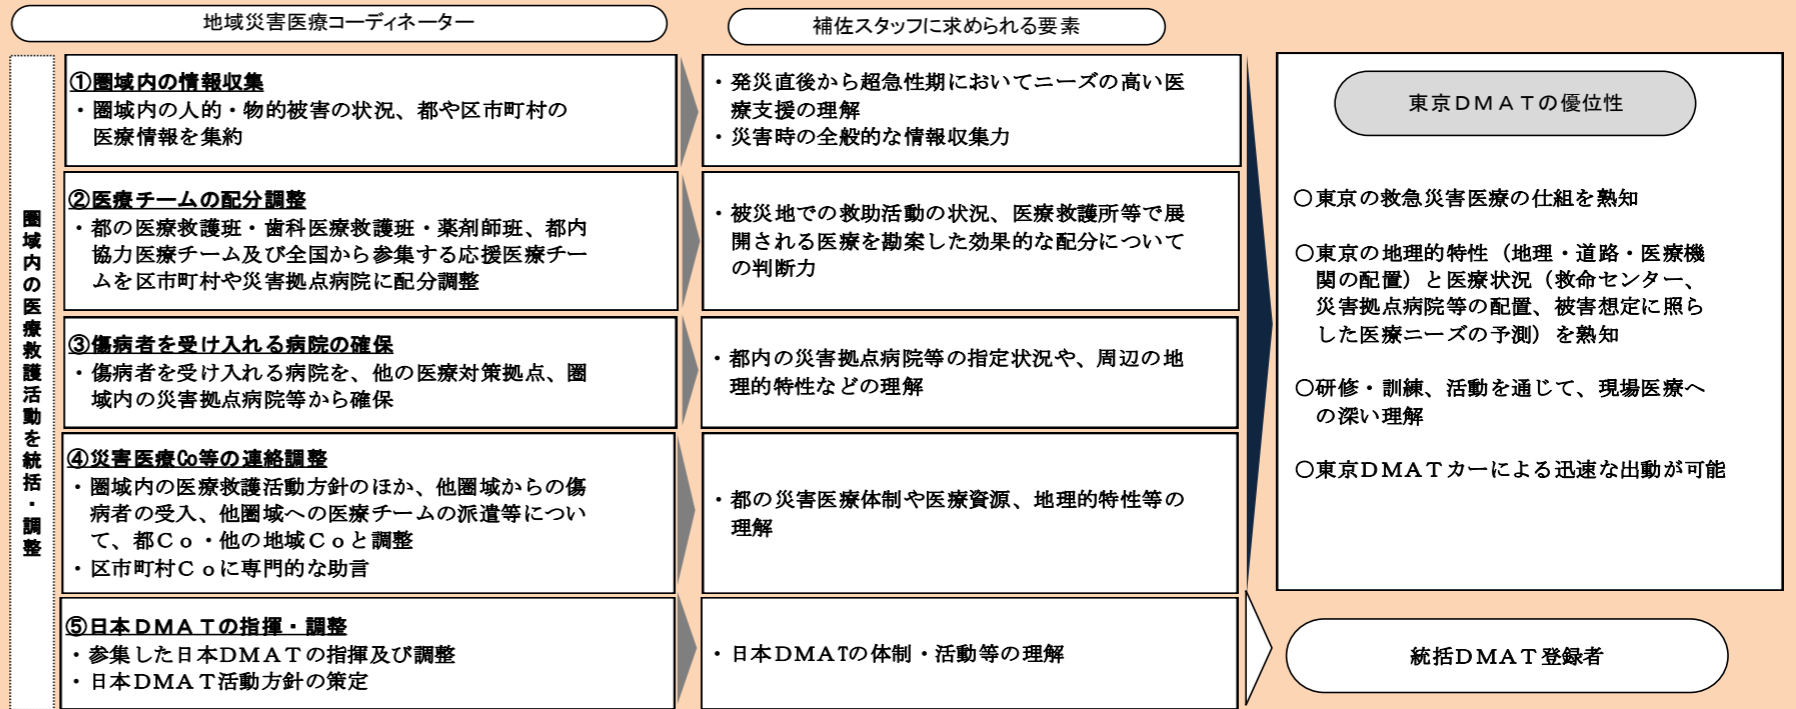 地域災害医療コーディネーター
補佐スタッフに求められる要素
圏域内の医療救護活動を統括・調整
①圏域内の情報収集
・圏域内の人的・物的被害の状況、都や区市町村の
医療情報を集約
・発災直後から超急性期においてニーズの高い医
療支援の理解
・災害時の全般的な情報収集力
②医療チームの配分調整
・都の医療救護班・歯科医療救護班・薬剤師班、都内
協力医療チーム及び全国から参集する応援医療チー
ムを区市町村や災害拠点病院に配分調整
・被災地での救助活動の状況、医療救護所等で展
開される医療を勘案した効果的な配分について
の判断力
③傷病者を受け入れる病院の確保
・傷病者を受け入れる病院を、他の医療対策拠点、圏
域内の災害拠点病院等から確保
・都内の災害拠点病院等の指定状況や、周辺の地
理的特性などの理解
④災害医療Co等の連絡調整
・圏域内の医療救護活動方針のほか、他圏域からの傷
病者の受入、他圏域への医療チームの派遣等につい
て、都Ｃｏ・他の地域Ｃｏと調整
・区市町村Ｃｏに専門的な助言
・都の災害医療体制や医療資源、地理的特性等の
理解
⑤日本ＤＭＡＴの指揮・調整
・参集した日本DMATの指揮及び調整
・日本ＤＭＡＴ活動方針の策定
・日本DMATの体制・活動等の理解
東京ＤＭＡＴの優位性
○東京の救急災害医療の仕組を熟知
○東京の地理的特性（地理・道路・医療機
関の配置）と医療状況（救命センター、
災害拠点病院等の配置、被害想定に照ら
した医療ニーズの予測）を熟知
○研修・訓練、活動を通じて、現場医療へ
の深い理解
○東京ＤＭＡＴカーによる迅速な出動が可能
統括ＤＭＡＴ登録者